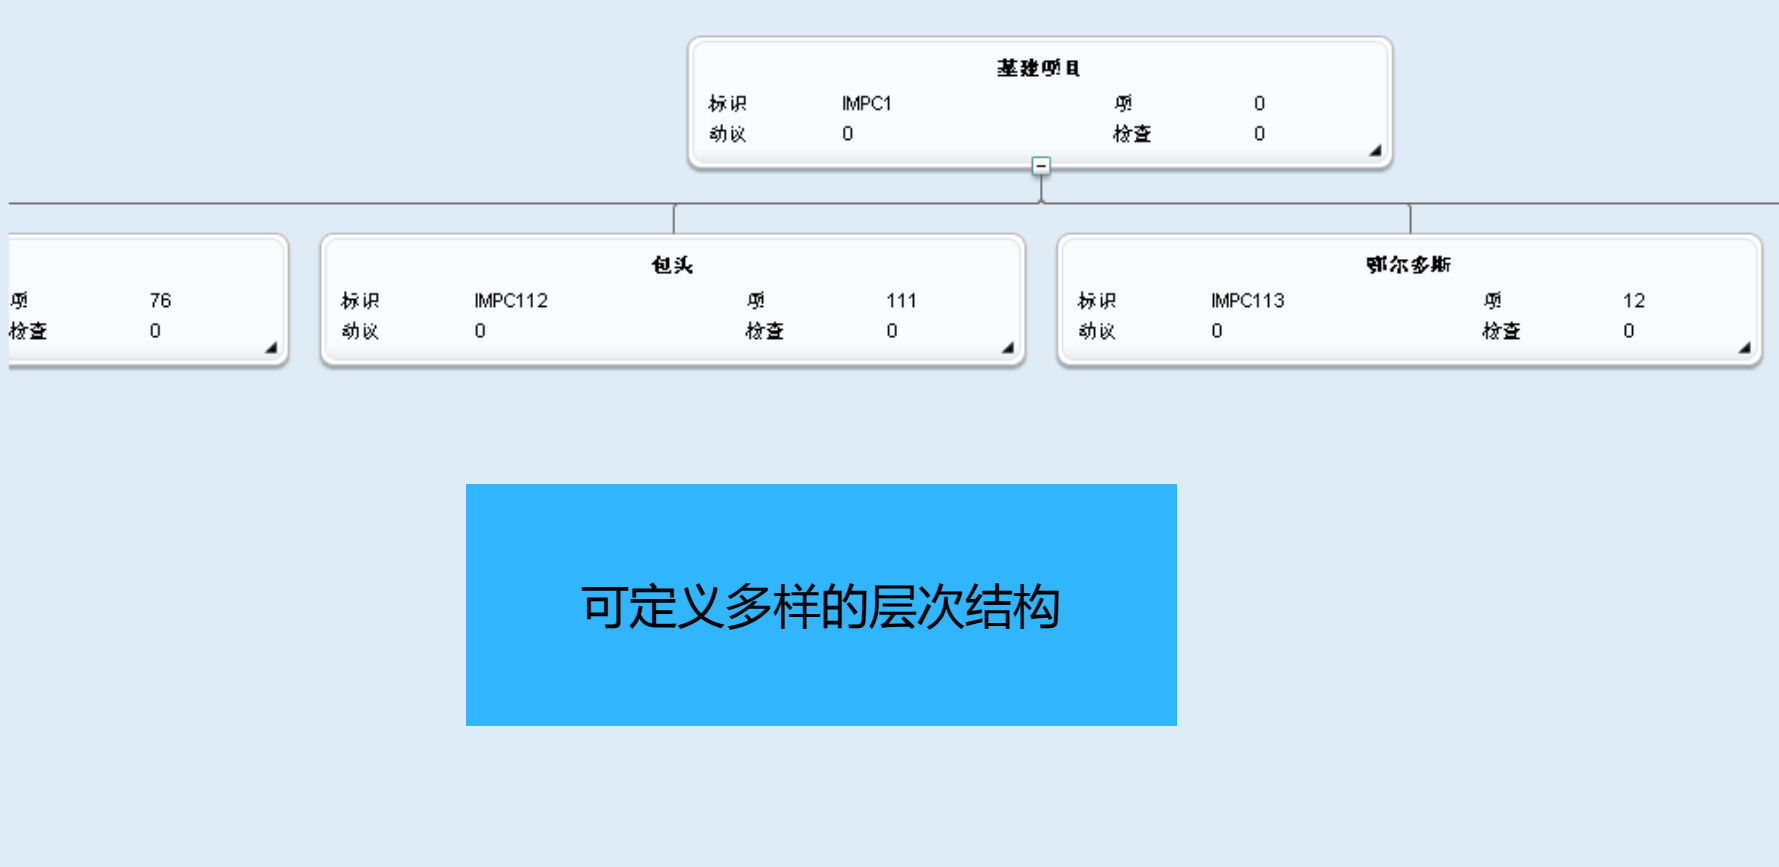 基建项目
标识 IMPC1 项 0
动议 0 检查 0
项 76
检查 0
包头
标识 IMPC112 项 111
动议 0 检查 0
鄂尔多斯
标识 IMPC113 项 12
动议 0 检查 0
可定义多样的层次结构